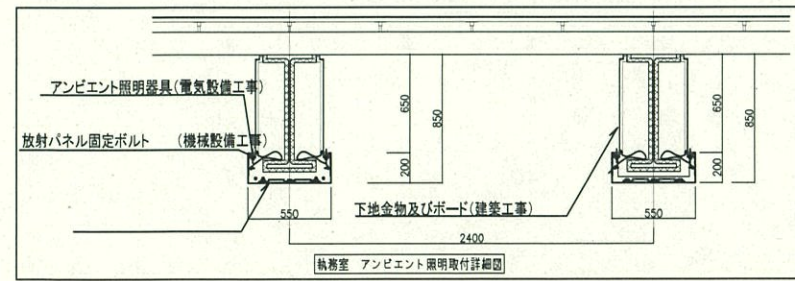 アンビエント照明器具(電気設備工事)
放射パネル固定ボルト (機械設備工事)
下地金物及びボード(建築工事)
650
850
200
550
2400
650
850
200
550
執務室 アンビエント照明取付詳細図